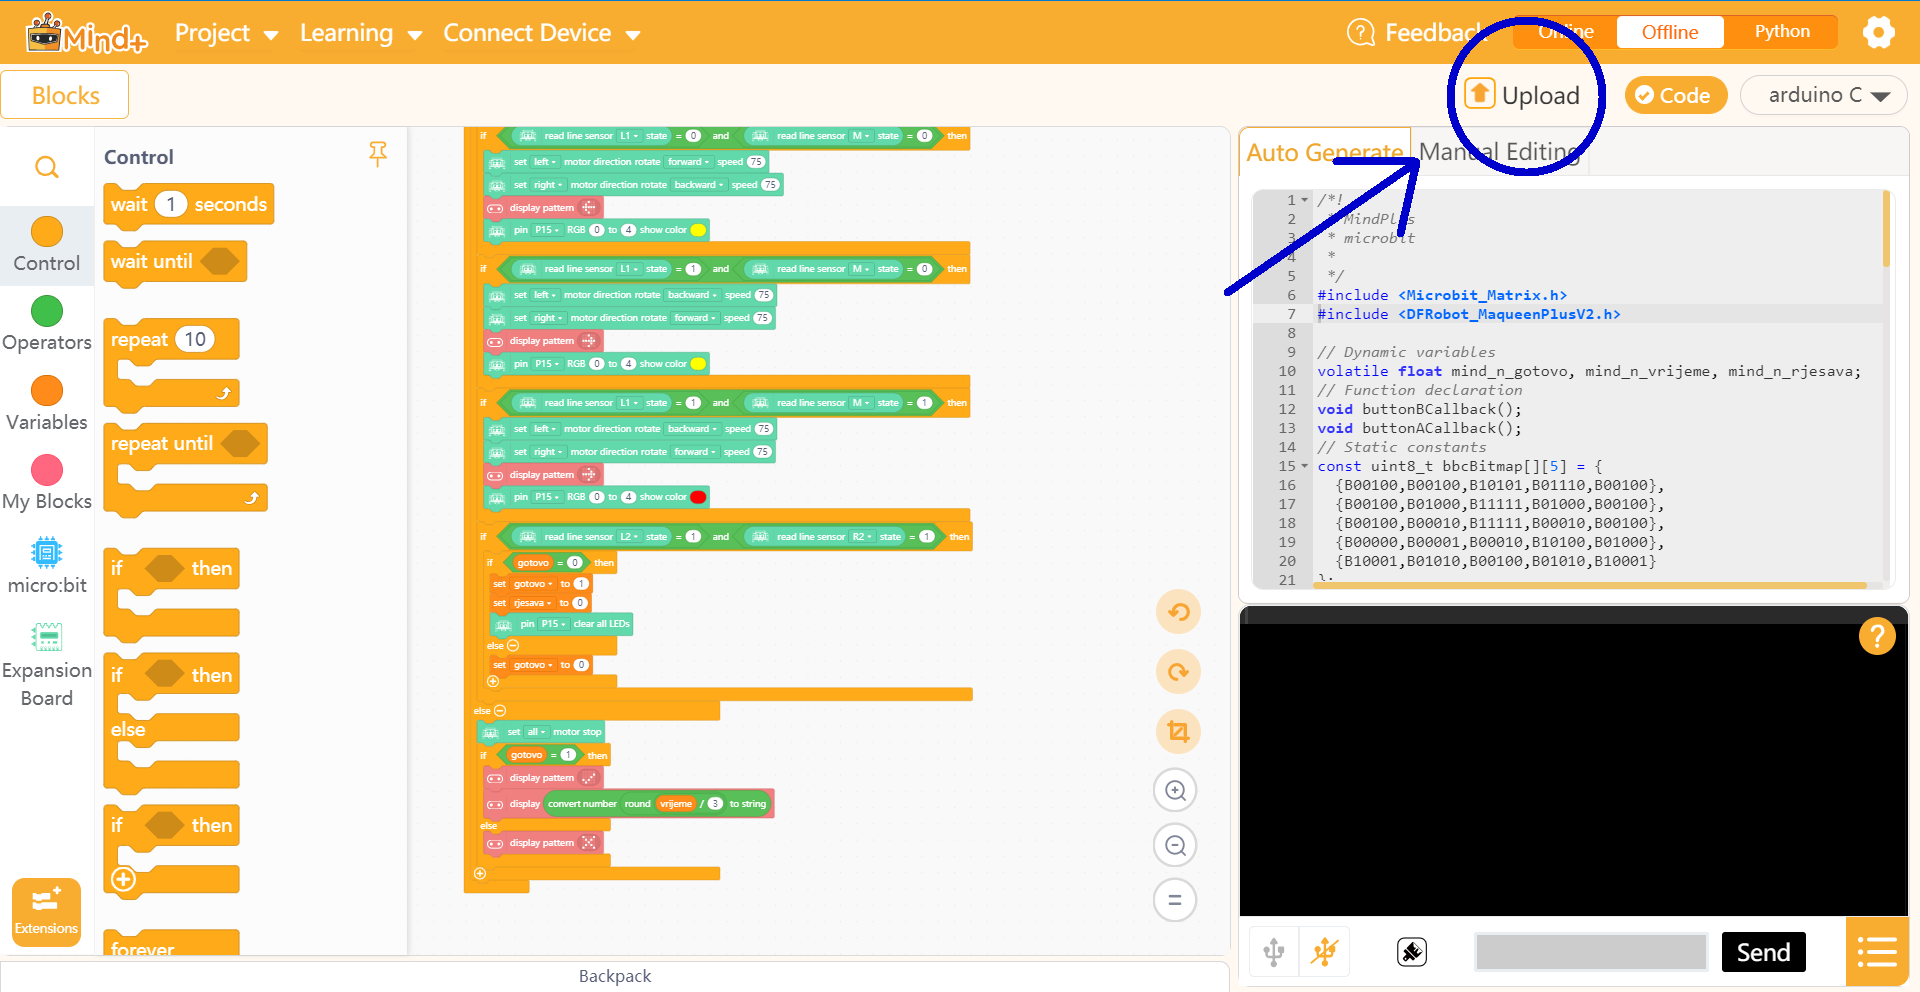 Mind+
Project
Learning
Connect Device
Feedback
Online
Offline
Python
Blocks
Upload
Code
arduino C
Control
Operators
Variables
My Blocks
micro:bit
Expansion
Board
Extensions
Control
wait 1 seconds
wait until
repeat 10
repeat until
if then
if then
else
if then
forever
if read line sensor L1 state = 0 and read line sensor M state = 0 then
set left motor direction rotate forward speed 75
set right motor direction rotate backward speed 75
display pattern
pin P15 RGB 0 to 4 show color
if read line sensor L1 state = 1 and read line sensor M state = 0 then
set left motor direction rotate backward speed 75
set right motor direction rotate forward speed 75
display pattern
pin P15 RGB 0 to 4 show color
if read line sensor L1 state = 1 and read line sensor M state = 1 then
set left motor direction rotate backward speed 75
set right motor direction rotate forward speed 75
display pattern
pin P15 RGB 0 to 4 show color
if read line sensor L2 state = 1 and read line sensor R2 state = 1 then
if gotovo = 0 then
set gotovo to 1
set rjesava to 0
pin P15 clear all LEDs
else
set gotovo to 0
else
set all motor stop
if gotovo = 1 then
display pattern
display convert number round vrijeme / 3 to string
else
display pattern
Backpack
Auto Generate
Manual Editing
1 /*!
2 * MindPlus
3 * microbit
4 *
5 */
6 #include <Microbit_Matrix.h>
7 #include <DFRobot_MaqueenPlusV2.h>
8
9 // Dynamic variables
10 volatile float mind_n_gotovo, mind_n_vrijeme, mind_n_rjesava;
11 // Function declaration
12 void buttonBCallback();
13 void buttonACallback();
14 // Static constants
15 const uint8_t bbcBitmap[][5] = {
16 {B00100,B00100,B10101,B01110,B00100},
17 {B00100,B01000,B11111,B01000,B00100},
18 {B00100,B00010,B11111,B00010,B00100},
19 {B00000,B00001,B00010,B10100,B01000},
20 {B10001,B01010,B00100,B01010,B10001}
21 };
?
Send